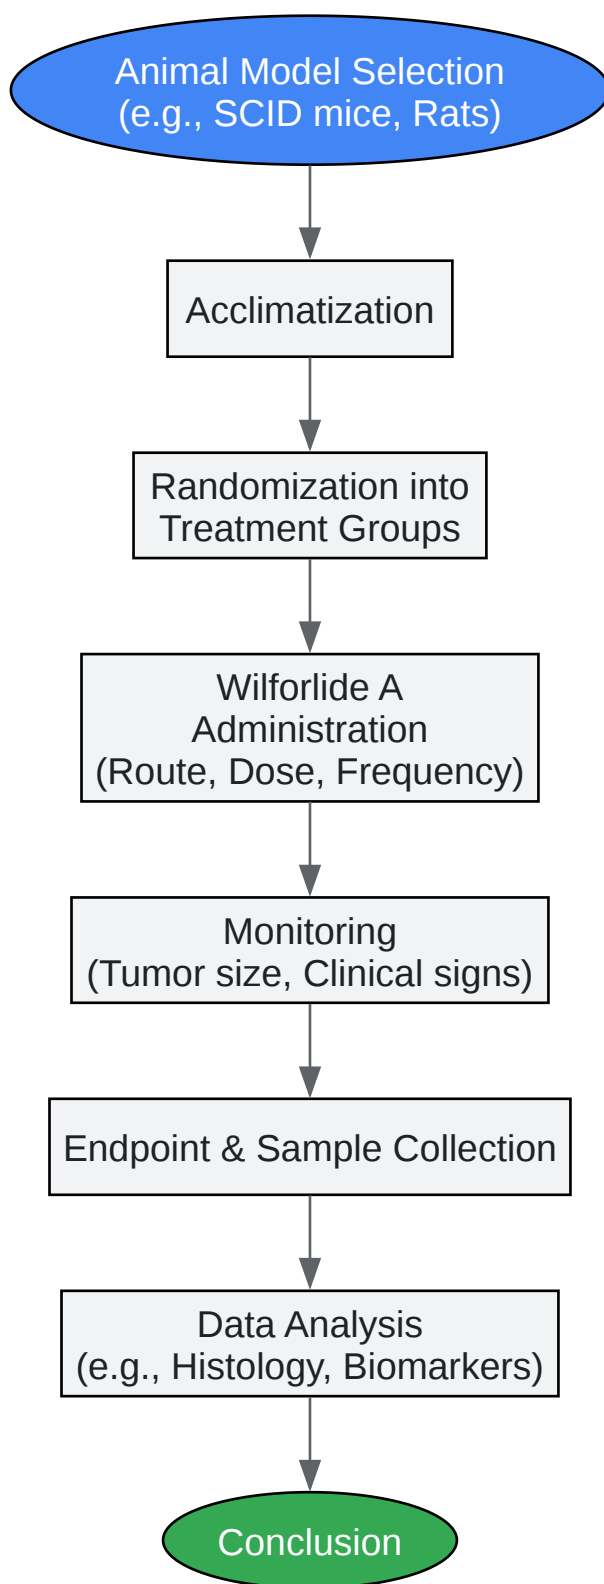 Animal Model Selection
(e.g., SCID mice, Rats)
Acclimatization
Randomization into
Treatment Groups
Wilforlide A
Administration
(Route, Dose, Frequency)
Monitoring
(Tumor size, Clinical signs)
Endpoint & Sample Collection
Data Analysis
(e.g., Histology, Biomarkers)
Conclusion